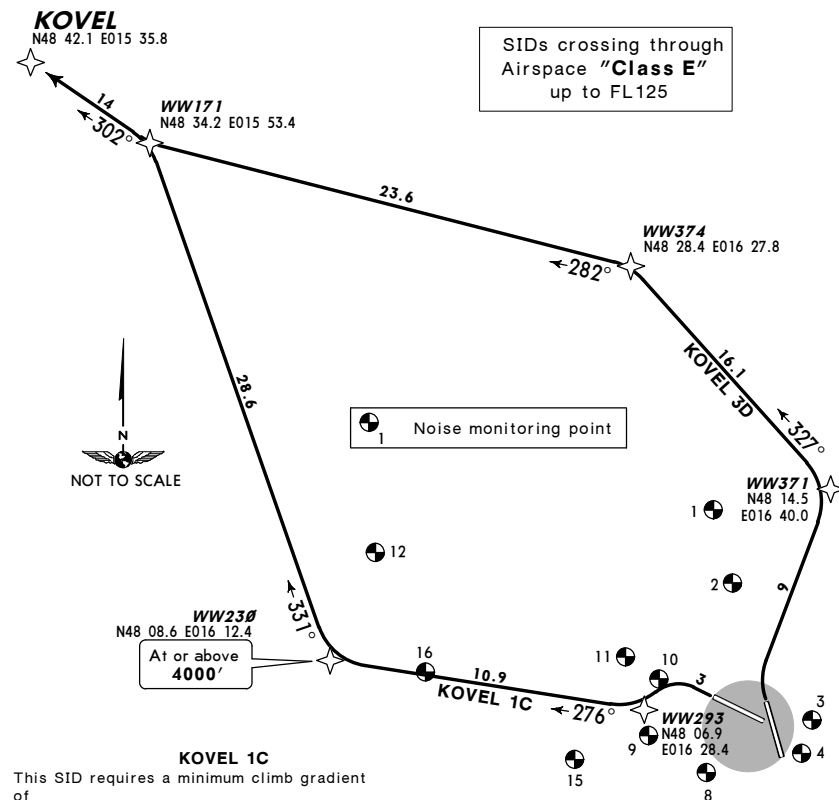 KOVEL
N48 42.1 E015 35.8
SIDs crossing through
Airspace "Class E"
up to FL125
14
302°
WW171
N48 34.2 E015 53.4
23.6
WW374
N48 28.4 E016 27.8
282°
16.1
KOVEL 3D
327°
28.6
1 Noise monitoring point
N
NOT TO SCALE
WW371
N48 14.5
E016 40.0
1
12
2
9
331°
WW23Ø
N48 08.6 E016 12.4
At or above
4000'
16
11
10
10.9
KOVEL 1C
3
276°
WW293
N48 06.9
E016 28.4
3
9
4
15
8
KOVEL 1C
This SID requires a minimum climb gradient
of